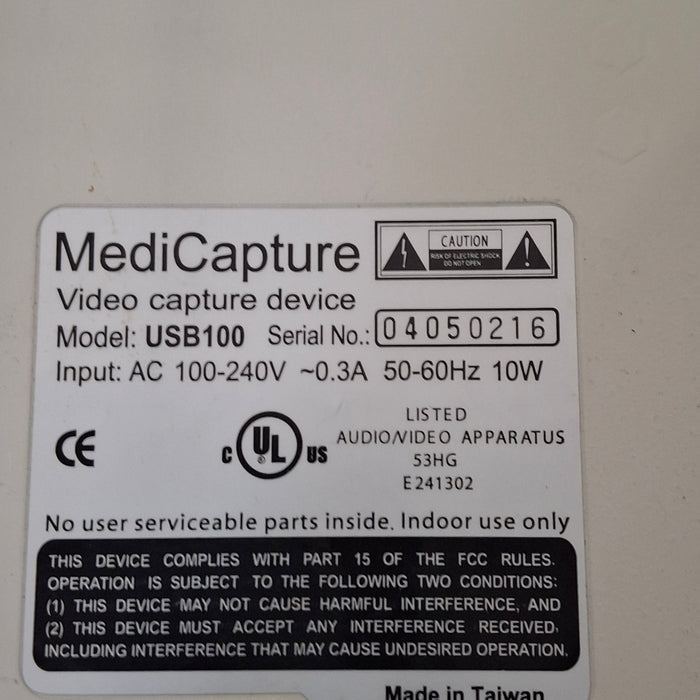 MediCapture
CAUTION
RISK OF ELECTRIC SHOCK
DO NOT OPEN
Video capture device
Model: USB100 Serial No.: 04050216
Input: AC 100-240V ~0.3A 50-60Hz 10W
CE
C UL US
LISTED
AUDIO/VIDEO APPARATUS
53HG
E241302
No user serviceable parts inside. Indoor use only
THIS DEVICE COMPLIES WITH PART 15 OF THE FCC RULES.
OPERATION IS SUBJECT TO THE FOLLOWING TWO CONDITIONS:
(1) THIS DEVICE MAY NOT CAUSE HARMFUL INTERFERENCE, AND
(2) THIS DEVICE MUST ACCEPT ANY INTERFERENCE RECEIVED,
INCLUDING INTERFERENCE THAT MAY CAUSE UNDESIRED OPERATION.
Made in Taiwan